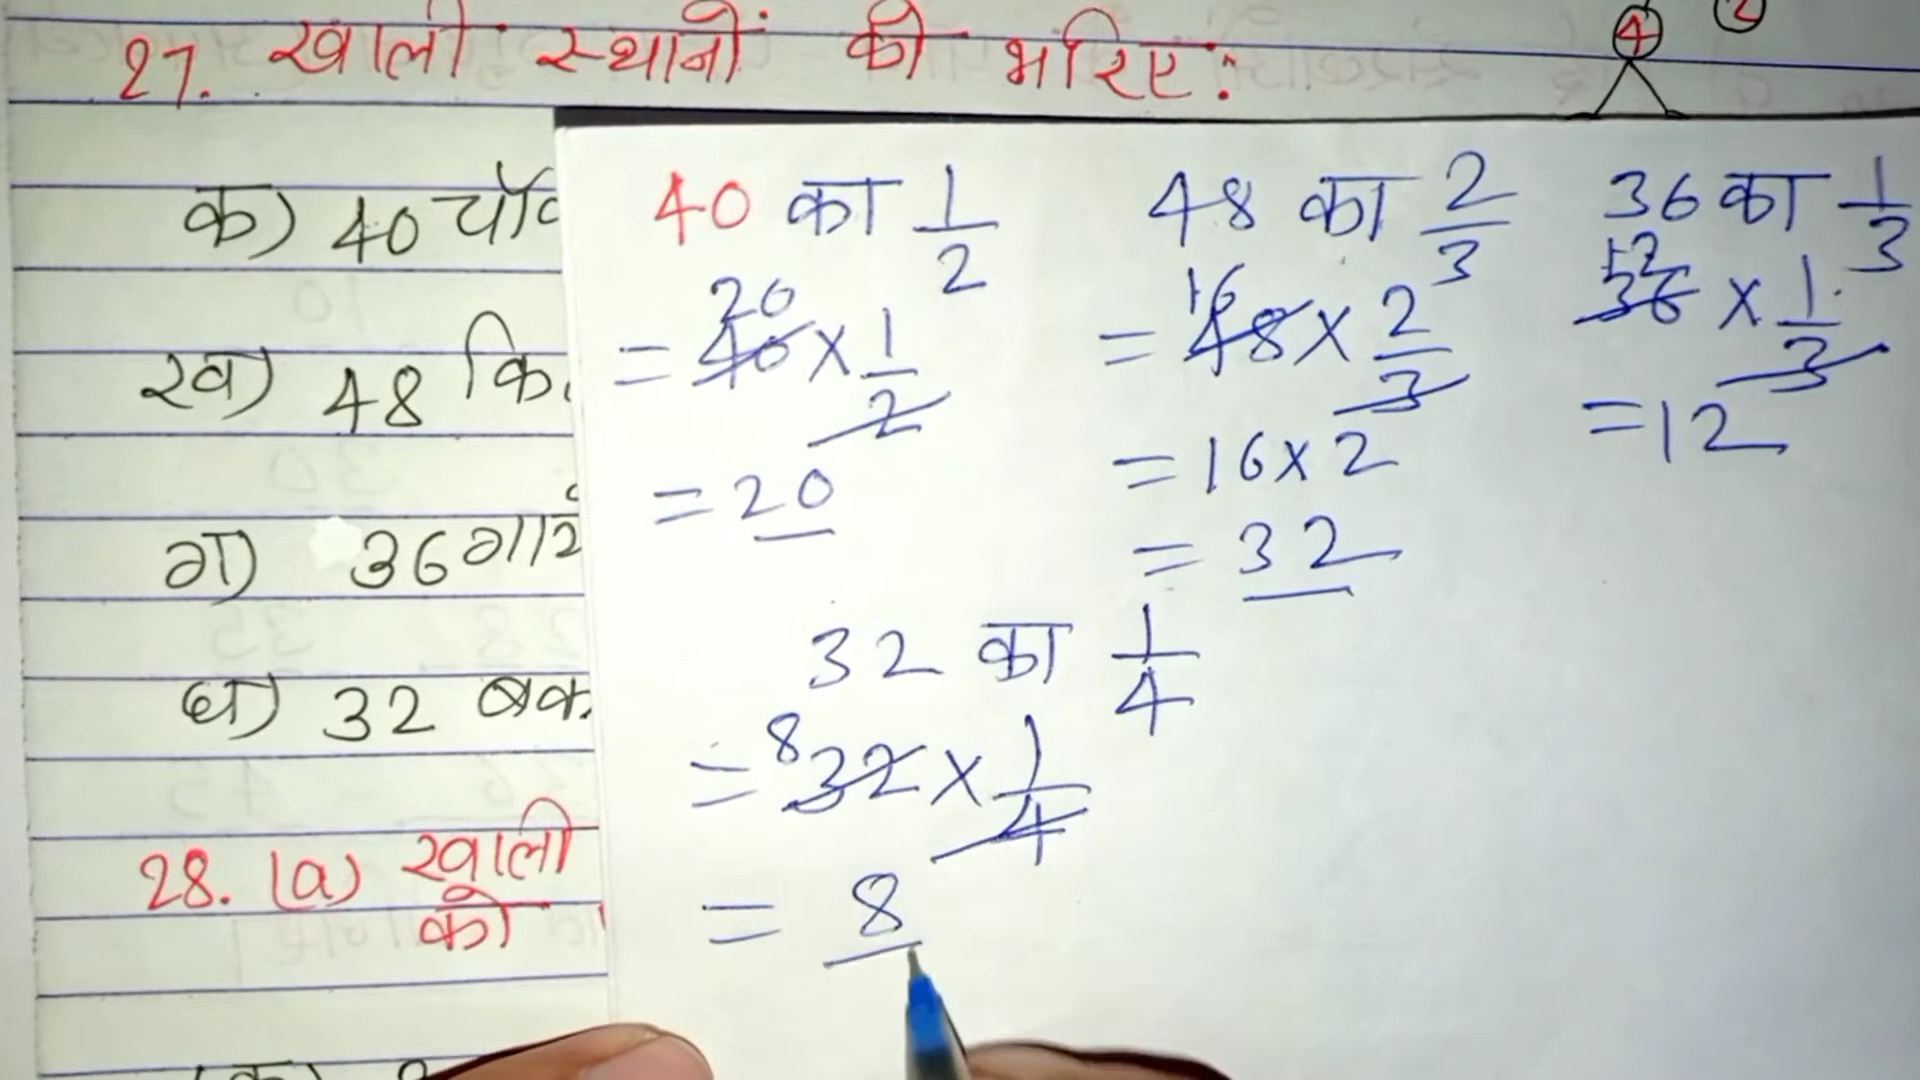 27. खाली स्थानों को भरिए:
4
2
क) 40
ख) 48
ग) 36
घ) 32
28. (a) खाली
को
40 का 1/2
20
= 40 × 1/2
= 20
48 का 2/3
16
= 48 × 2/3
= 16 × 2
= 32
36 का 1/3
12
36 × 1/3
= 12
32 का 1/4
8
= 32 × 1/4
= 8